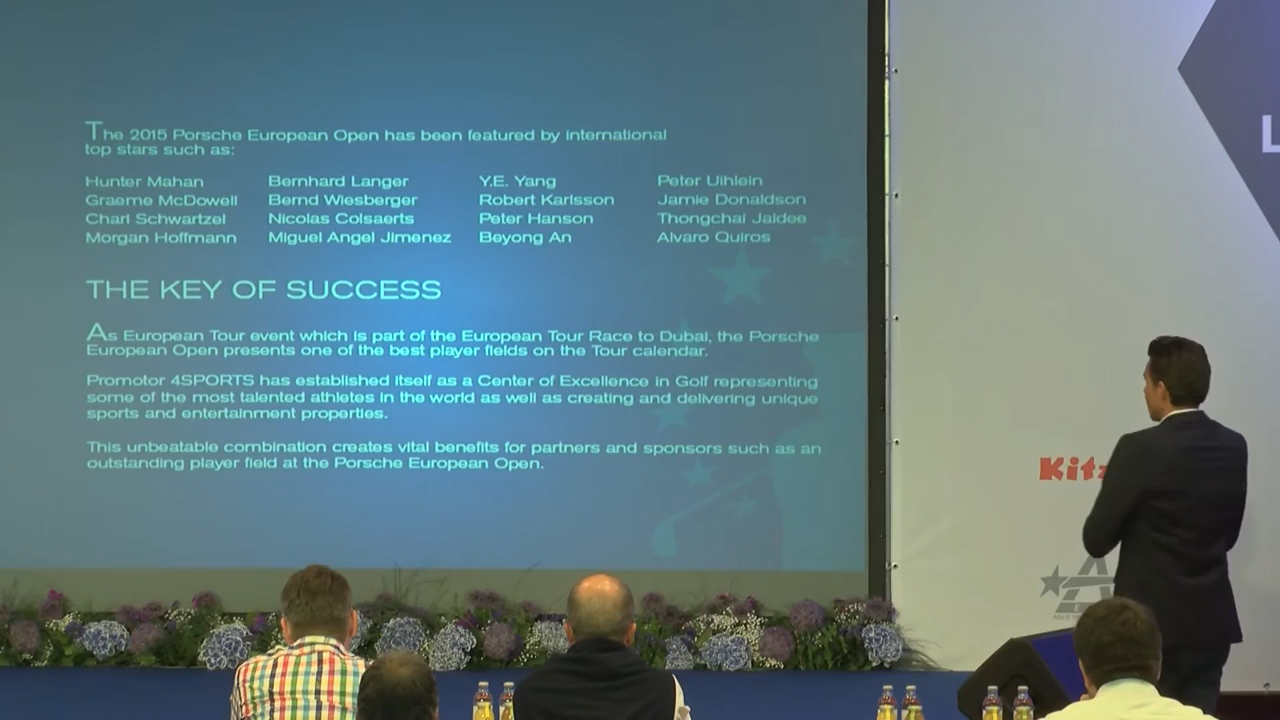 The 2015 Porsche European Open has been featured by international
top stars such as:
Hunter Mahan Bernhard Langer Y.E. Yang Peter Uihlein
Graeme McDowell Bernd Wiesberger Robert Karlsson Jamie Donaldson
Charl Schwartzel Nicolas Colsaerts Peter Hanson Thongchai Jaidee
Morgan Hoffmann Miguel Angel Jimenez Beyong An Alvaro Quiros
THE KEY OF SUCCESS
As European Tour event which is part of the European Tour Race to Dubai, the Porsche
European Open presents one of the best player fields on the Tour calendar.
Promotor 4SPORTS has established itself as a Center of Excellence in Golf representing
some of the most talented athletes in the world as well as creating and delivering unique
sports and entertainment properties.
This unbeatable combination creates vital benefits for partners and sponsors such as an
outstanding player field at the Porsche European Open.
L
Kitz